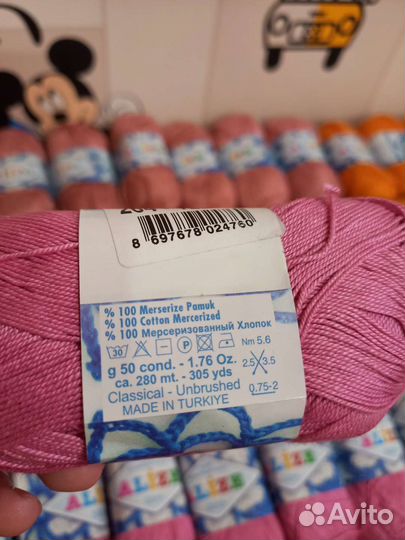 8 697678 024760
% 100 Merserize Pamuk
% 100 Cotton Mercerized
% 100 Мерсеризованный Хлопок
30 P Nm 5.6
g 50 cond. - 1.76 Oz. 2.5 3.5
ca. 280 mt. - 305 yds
Classical - Unbrushed 0.75-2
MADE IN TURKIYE
ALIZE
ALIZE
ALIZE
Avito